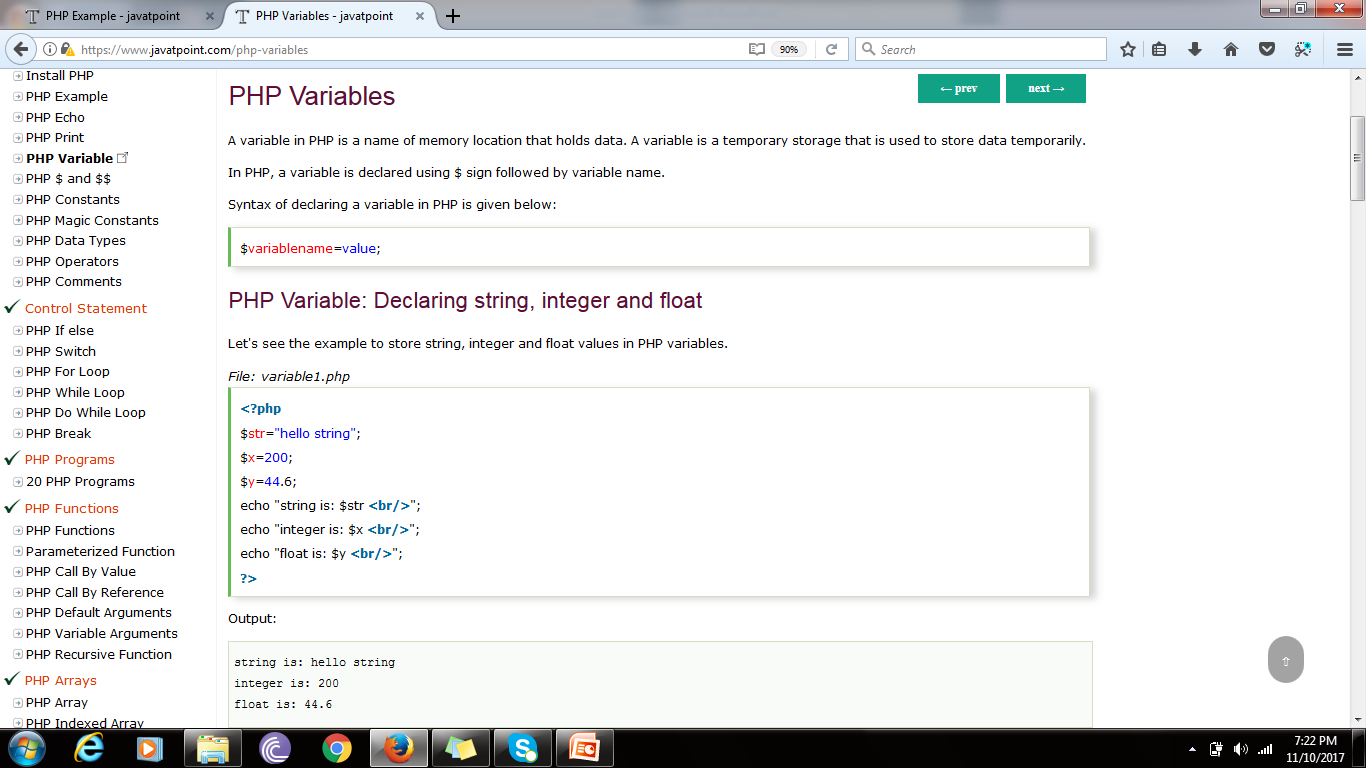 PHP Example - javatpoint
PHP Variables - javatpoint
https://www.javatpoint.com/php-variables
90%
Search
Install PHP
PHP Example
PHP Echo
PHP Print
PHP Variable
PHP $ and $$
PHP Constants
PHP Magic Constants
PHP Data Types
PHP Operators
PHP Comments
Control Statement
PHP If else
PHP Switch
PHP For Loop
PHP While Loop
PHP Do While Loop
PHP Break
PHP Programs
20 PHP Programs
PHP Functions
PHP Functions
Parameterized Function
PHP Call By Value
PHP Call By Reference
PHP Default Arguments
PHP Variable Arguments
PHP Recursive Function
PHP Arrays
PHP Array
PHP Indexed Array
PHP Variables
← prev
next →
A variable in PHP is a name of memory location that holds data. A variable is a temporary storage that is used to store data temporarily.
In PHP, a variable is declared using $ sign followed by variable name.
Syntax of declaring a variable in PHP is given below:
$variablename=value;
PHP Variable: Declaring string, integer and float
Let's see the example to store string, integer and float values in PHP variables.
File: variable1.php
<?php
$str="hello string";
$x=200;
$y=44.6;
echo "string is: $str <br/>";
echo "integer is: $x <br/>";
echo "float is: $y <br/>";
?>
Output:
string is: hello string
integer is: 200
float is: 44.6
7:22 PM
11/10/2017